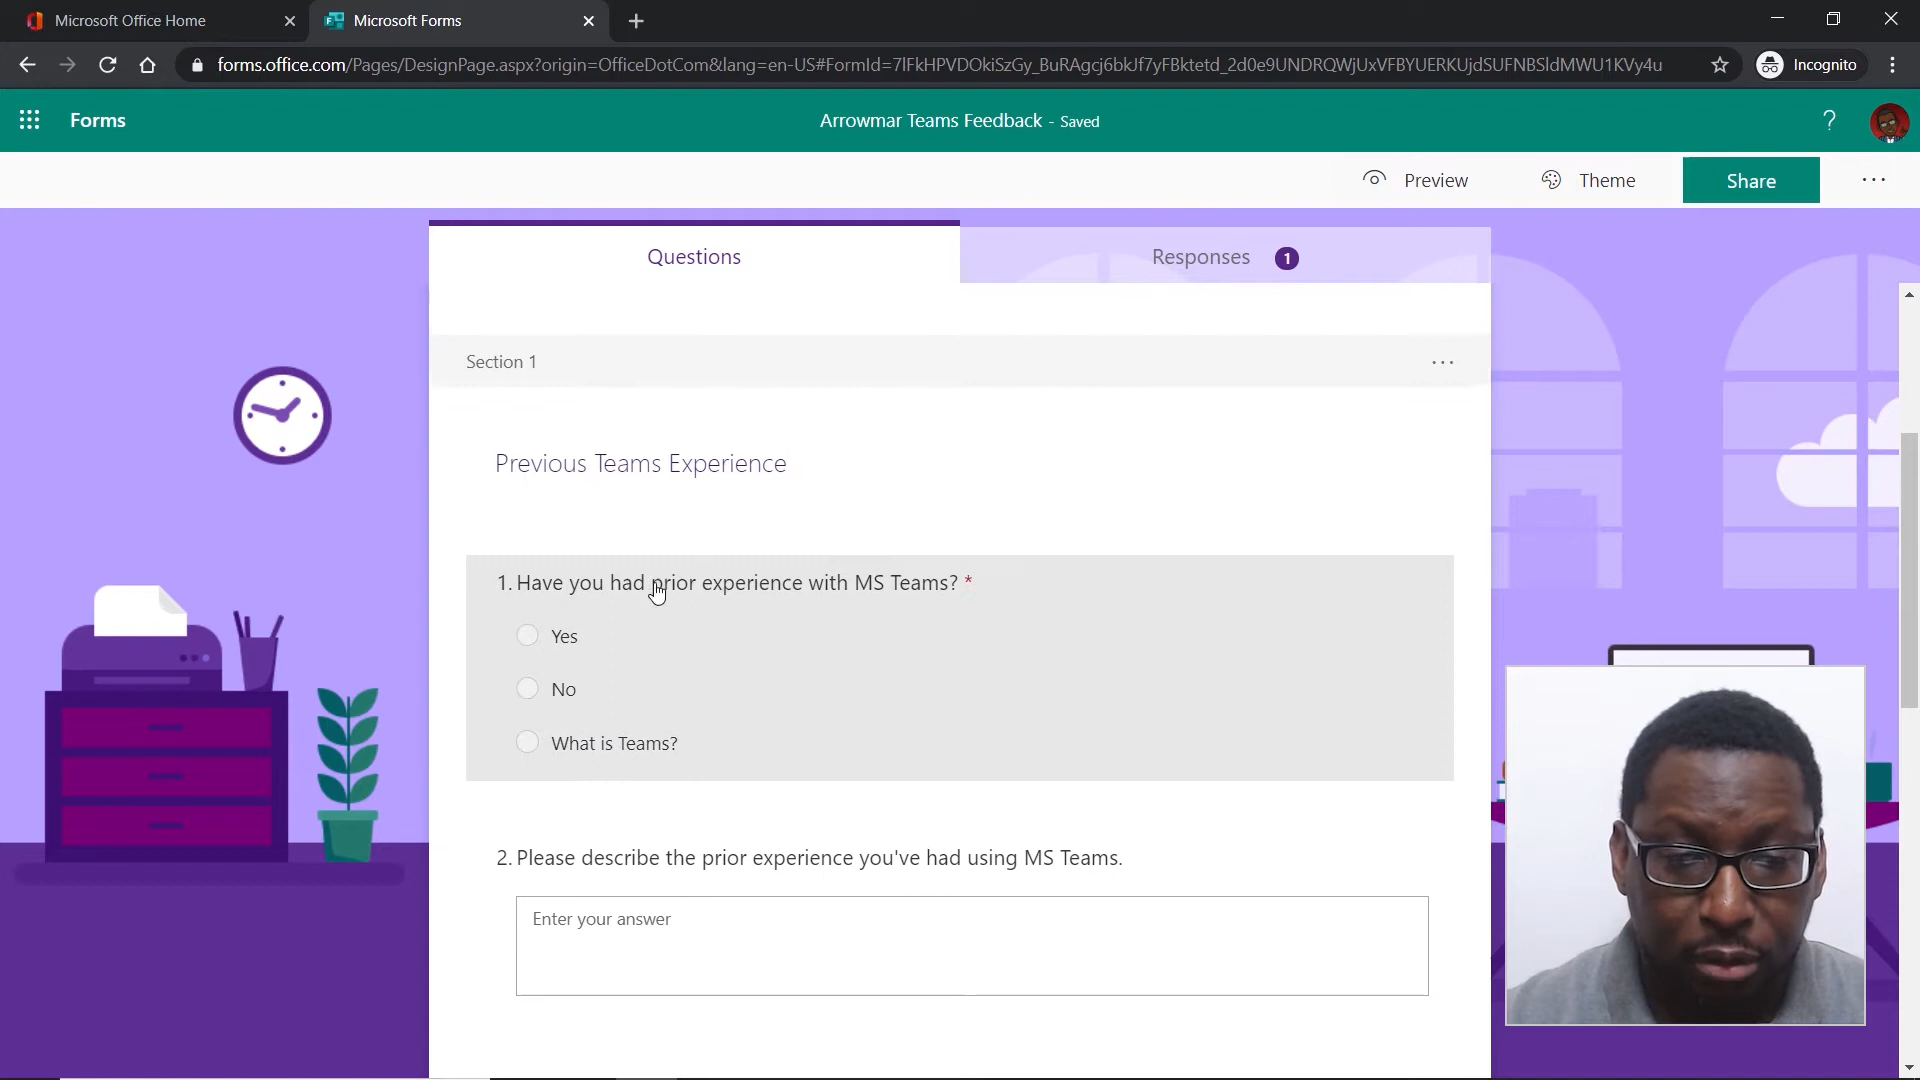 Microsoft Office Home
Microsoft Forms
forms.office.com/Pages/DesignPage.aspx?origin=OfficeDotCom&lang=en-US#FormId=7lFkHPVDOkiSzGy_BuRAgcj6bkJf7yFBktetd_2d0e9UNDRQWjUxVFBYUERKUjdSUFNBSldMWU1KVy4u
Incognito
Forms
Arrowmar Teams Feedback - Saved
?
Preview
Theme
Share
Questions
Responses 1
Section 1
Previous Teams Experience
1. Have you had prior experience with MS Teams? *
Yes
No
What is Teams?
2. Please describe the prior experience you've had using MS Teams.
Enter your answer